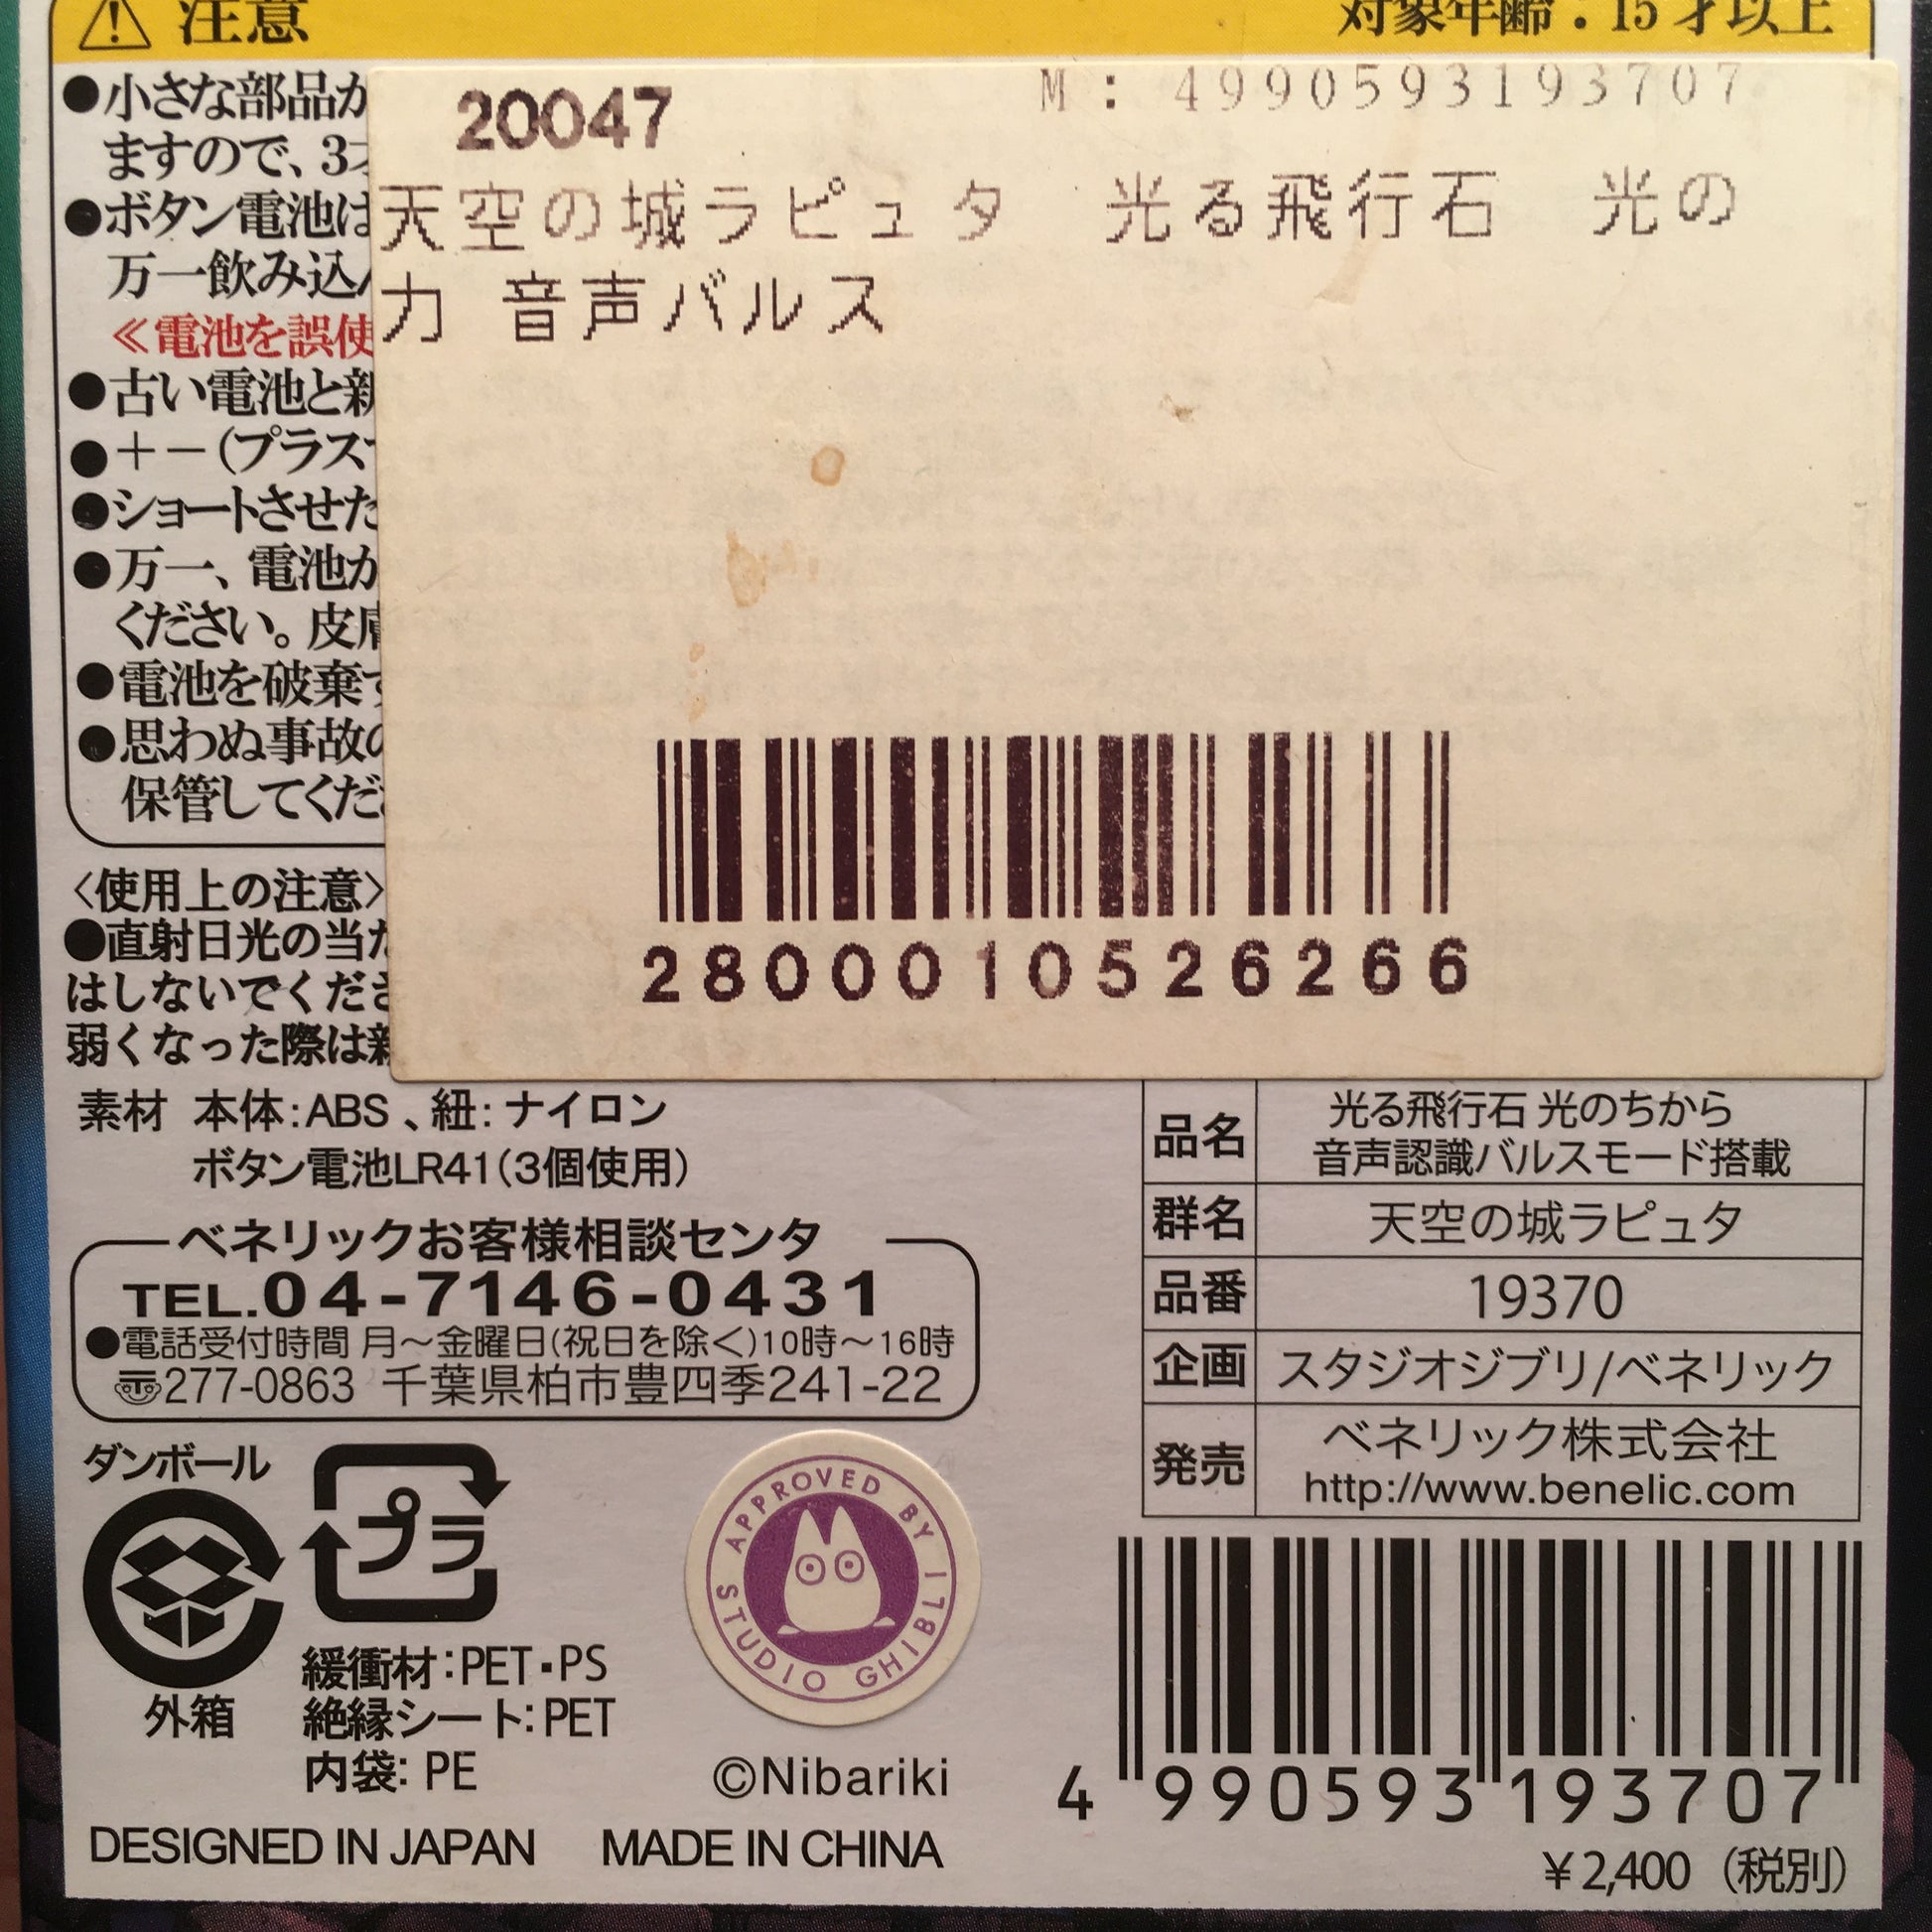 注意
対象年齢：15才以上
●小さな部品が
ますので、3才
●ボタン電池は
万一飲み込ん
≪電池を誤使
●古い電池と新
●＋－(プラスマ
●ショートさせた
●万一、電池が
ください。皮膚
●電池を破棄す
●思わぬ事故の
保管してくださ
〈使用上の注意〉
●直射日光の当た
はしないでくださ
弱くなった際は新
20047
M: 4990593193707
天空の城ラピュタ　光る飛行石　光の
力 音声バルス
2800010526266
素材 本体：ABS、紐：ナイロン
ボタン電池LR41(3個使用)
ベネリックお客様相談センタ
TEL.04-7146-0431
●電話受付時間 月～金曜日(祝日を除く)10時～16時
277-0863 千葉県柏市豊四季241-22
品名 光る飛行石 光のちから
音声認識バルスモード搭載
群名 天空の城ラピュタ
品番 19370
企画 スタジオジブリ/ベネリック
発売 ベネリック株式会社
http://www.benelic.com
ダンボール
外箱
プラ
緩衝材：PET・PS
絶縁シート：PET
内袋：PE
APPROVED BY
STUDIO GHIBLI
©Nibariki
DESIGNED IN JAPAN MADE IN CHINA
4 990593 193707
¥2,400（税別）